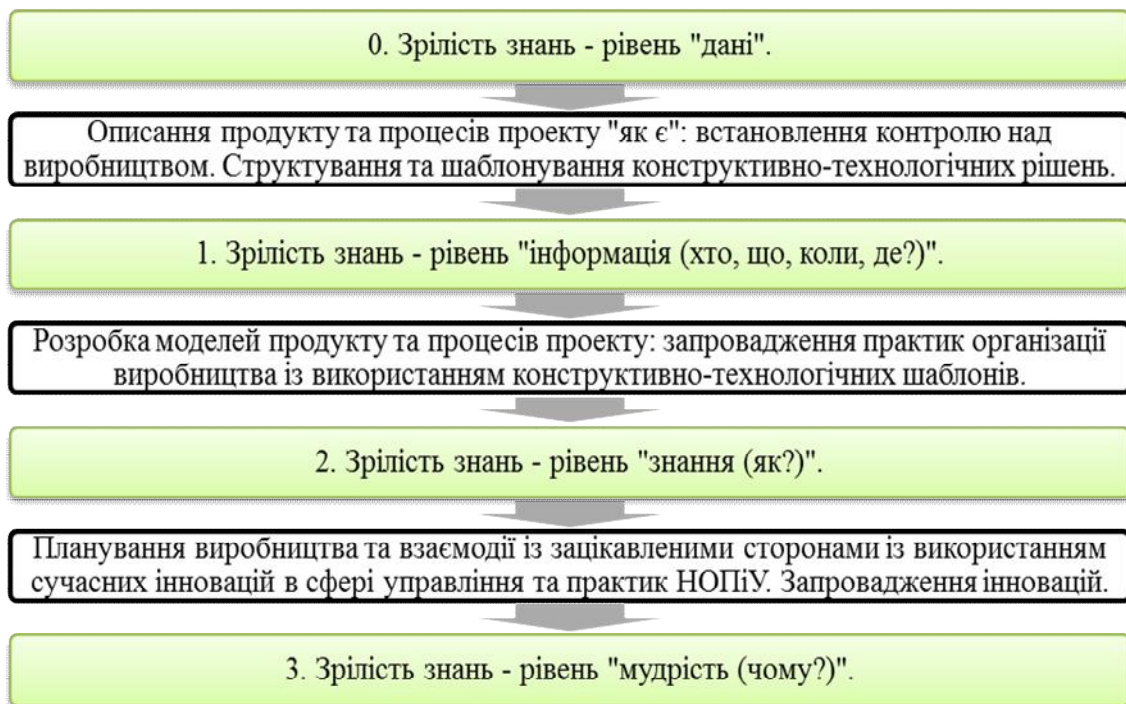 0. Зрілість знань - рівень "дані".
Описання продукту та процесів проекту "як є": встановлення контролю над
виробництвом. Структування та шаблонування конструктивно-технологічних рішень.
1. Зрілість знань - рівень "інформація (хто, що, коли, де?)".
Розробка моделей продукту та процесів проекту: запровадження практик організації
виробництва із використанням конструктивно-технологічних шаблонів.
2. Зрілість знань - рівень "знання (як?)".
Планування виробництва та взаємодії із зацікавленими сторонами із використанням
сучасних інновацій в сфері управління та практик НОПіУ. Запровадження інновацій.
3. Зрілість знань - рівень "мудрість (чому?)".